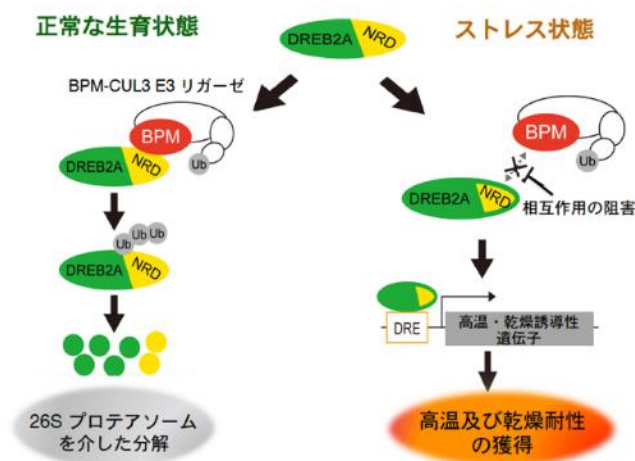 正常な生育状態
ストレス状態
DREB2A
NRD
BPM-CUL3 E3 リガーゼ
BPM
Ub
DREB2A
NRD
BPM
Ub
DREB2A
NRD
相互作用の阻害
Ub
Ub
Ub
DREB2A
NRD
DRE
高温・乾燥誘導性
遺伝子
26S プロテアソーム
を介した分解
高温及び乾燥耐性
の獲得